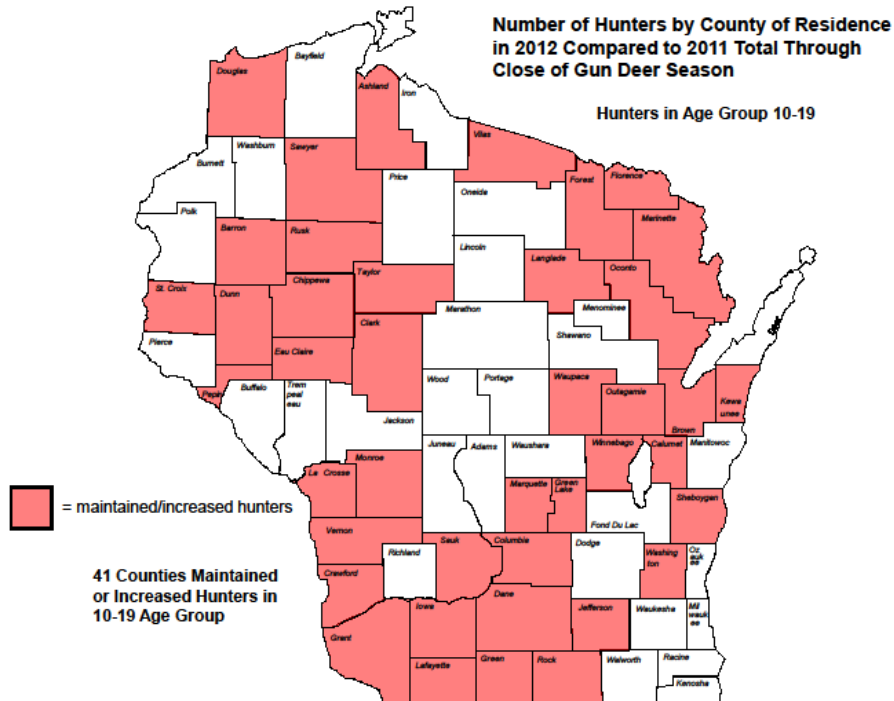 Number of Hunters by County of Residence
in 2012 Compared to 2011 Total Through
Close of Gun Deer Season
Hunters in Age Group 10-19
Bayfield
Douglas
Ashland
Iron
Vilas
Washburn
Sawyer
Burnett
Price
Forest
Florence
Oneida
Polk
Marinette
Barron
Rusk
Lincoln
Langlade
Oconto
Taylor
Chippewa
St. Croix
Dunn
Menominee
Marathon
Clark
Shawano
Pierce
Eau Claire
Door
Wood
Portage
Waupaca
Buffalo
Trem
peal
eau
Pepin
Outagamie
Kewa
unee
Jackson
Brown
Juneau
Adams
Waushara
Winnebago
Calumet
Manitowoc
Monroe
La Crosse
Marquette
Green
Lake
Sheboygan
= maintained/increased hunters
Fond Du Lac
Vernon
Sauk
Columbia
Dodge
Richland
Washing
ton
Oz
auk
ee
41 Counties Maintained
or Increased Hunters in
10-19 Age Group
Crawford
Dane
Iowa
Jefferson
Waukesha
Mil
wauk
ee
Grant
Lafayette
Green
Rock
Walworth
Racine
Kenosha